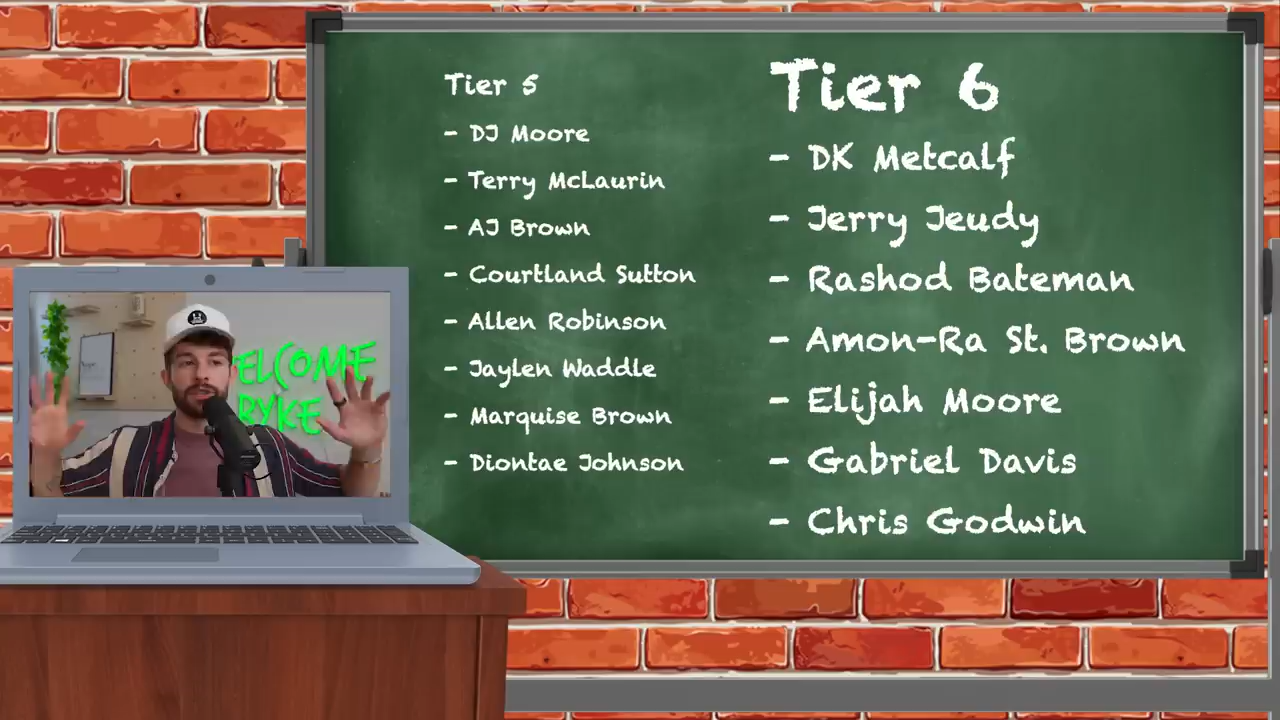 Tier 5
- DJ Moore
- Terry McLaurin
- AJ Brown
- Courtland Sutton
- Allen Robinson
- Jaylen Waddle
- Marquise Brown
- Diontae Johnson
Tier 6
- DK Metcalf
- Jerry Jeudy
- Rashod Bateman
- Amon-Ra St. Brown
- Elijah Moore
- Gabriel Davis
- Chris Godwin